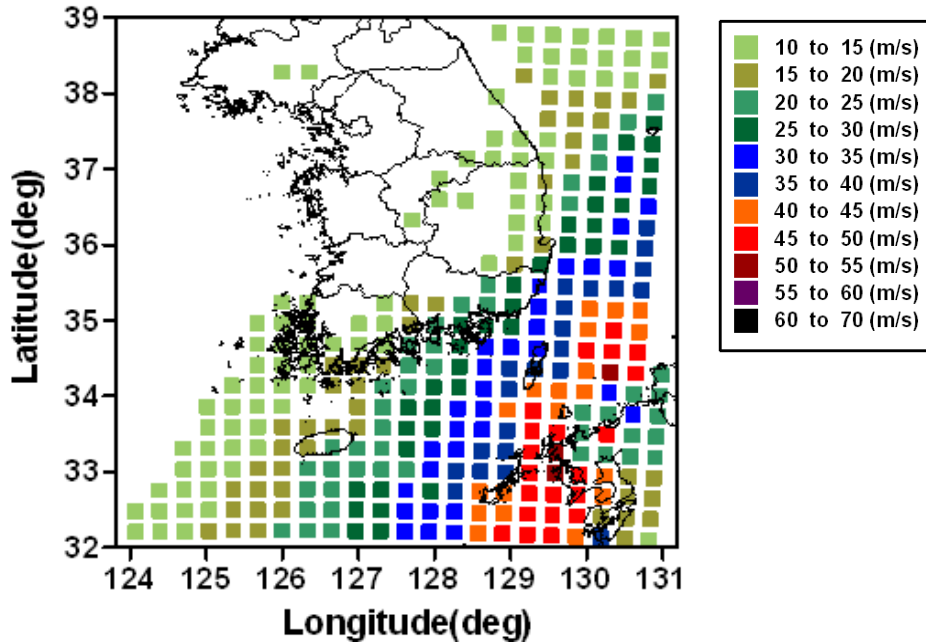 39
38
37
36
35
34
33
32
Latitude(deg)
124 125 126 127 128 129 130 131
Longitude(deg)
10 to 15 (m/s)
15 to 20 (m/s)
20 to 25 (m/s)
25 to 30 (m/s)
30 to 35 (m/s)
35 to 40 (m/s)
40 to 45 (m/s)
45 to 50 (m/s)
50 to 55 (m/s)
55 to 60 (m/s)
60 to 70 (m/s)